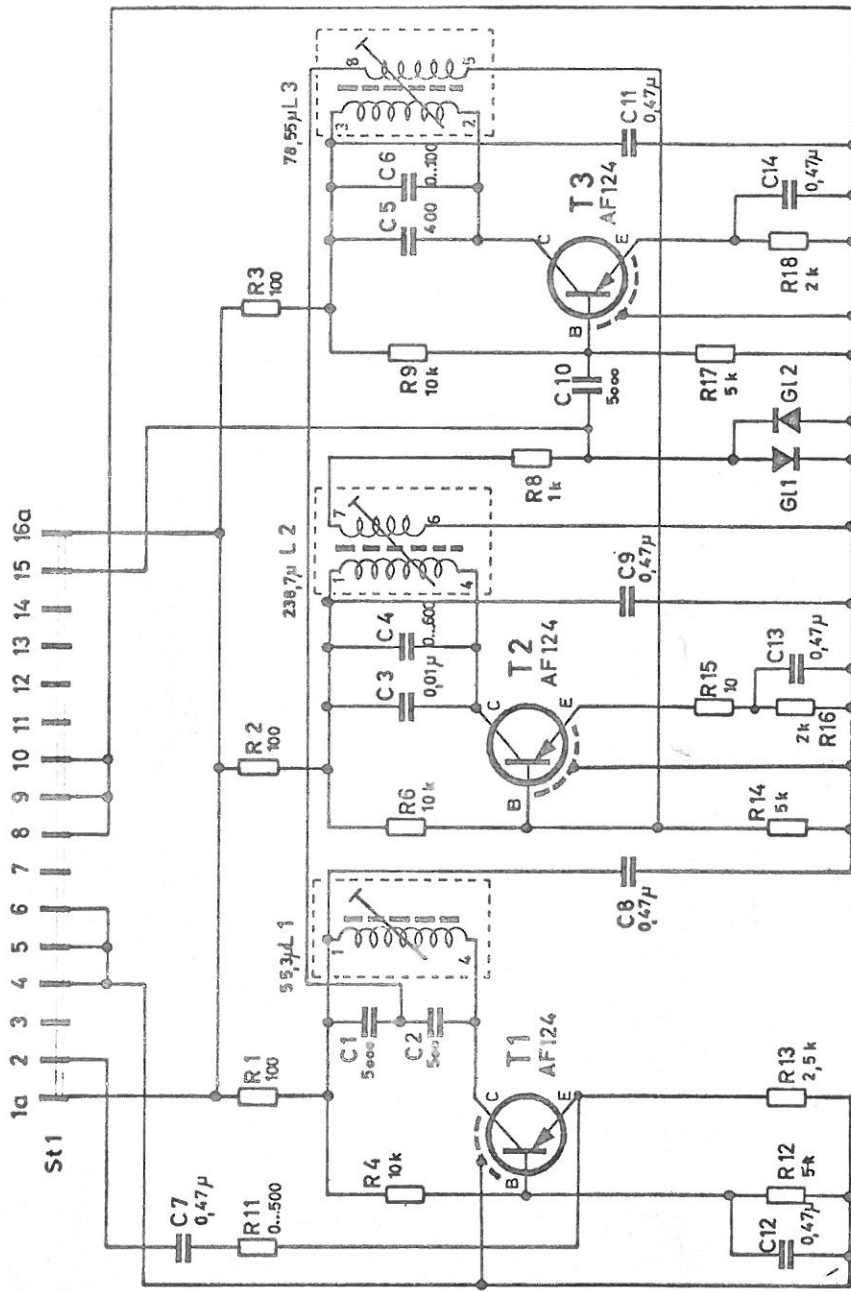 1a 2 3 4 5 6 7 8 9 10 11 12 13 14 15 16a
St1
C7
0,47µ
R11
0...500
R1
100
R2
100
R3
100
R4
10k
C1
5000
C2
500
55,3µ L1
1
4
T1
AF124
C
B
E
R12
5k
C12
0,47µ
R13
2,5k
C8
0,47µ
R6
10k
C3
0,01µ
C4
0...600
238,7µ L2
1
4
7
6
T2
AF124
C
B
E
R14
5k
R15
10
R16
2k
C13
0,47µ
C9
0,47µ
R8
1k
Gl1
Gl2
C10
5000
R9
10k
C5
400
C6
0...100
78,55µ L3
3
2
8
5
T3
AF124
C
B
E
R17
5k
R18
2k
C14
0,47µ
C11
0,47µ